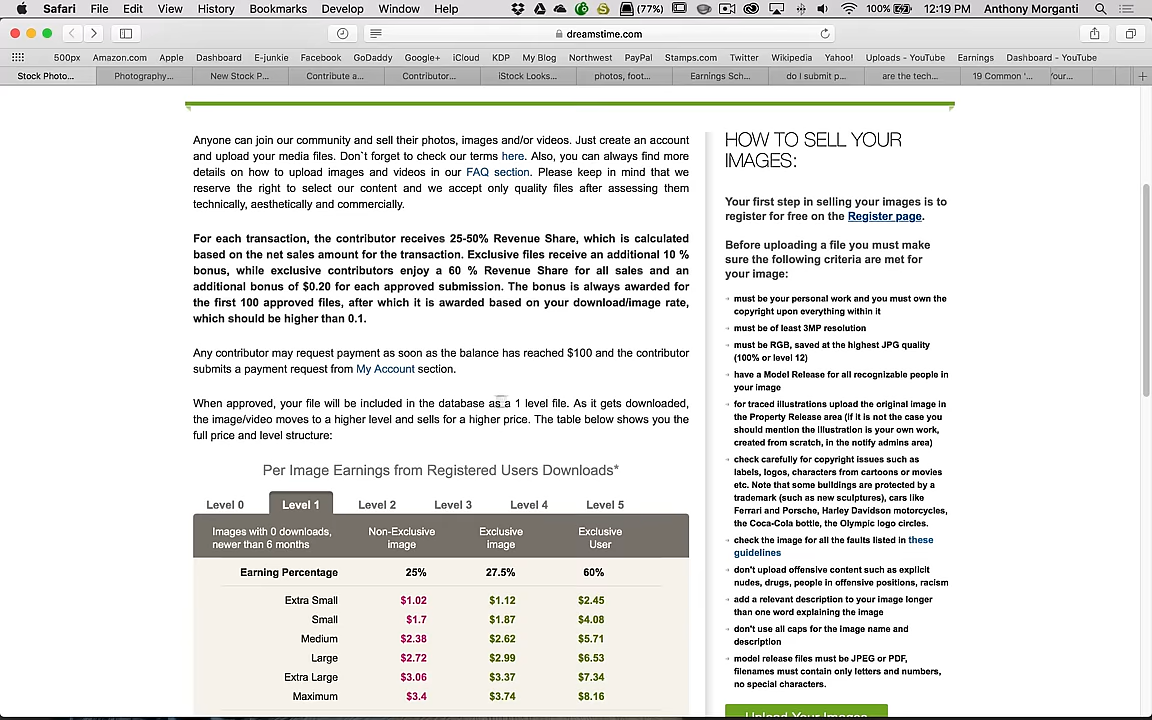 Safari File Edit View History Bookmarks Develop Window Help (77%) 100% 12:19 PM Anthony Morganti
dreamstime.com
500px Amazon.com Apple Dashboard E-junkie Facebook GoDaddy Google+ iCloud KDP My Blog Northwest PayPal Stamps.com Twitter Wikipedia Yahoo! Uploads - YouTube Earnings Dashboard - YouTube
Stock Photo... Photography... New Stock P... Contribute a... Contributor... iStock Looks... photos, foot... Earnings Sch... do I submit p... are the tech... 19 Common '...
Anyone can join our community and sell their photos, images and/or videos. Just create an account
and upload your media files. Don`t forget to check our terms here. Also, you can always find more
details on how to upload images and videos in our FAQ section. Please keep in mind that we
reserve the right to select our content and we accept only quality files after assessing them
technically, aesthetically and commercially.
For each transaction, the contributor receives 25-50% Revenue Share, which is calculated
based on the net sales amount for the transaction. Exclusive files receive an additional 10 %
bonus, while exclusive contributors enjoy a 60 % Revenue Share for all sales and an
additional bonus of $0.20 for each approved submission. The bonus is always awarded for
the first 100 approved files, after which it is awarded based on your download/image rate,
which should be higher than 0.1.
Any contributor may request payment as soon as the balance has reached $100 and the contributor
submits a payment request from My Account section.
When approved, your file will be included in the database as a 1 level file. As it gets downloaded,
the image/video moves to a higher level and sells for a higher price. The table below shows you the
full price and level structure:
Per Image Earnings from Registered Users Downloads*
Level 0 Level 1 Level 2 Level 3 Level 4 Level 5
Images with 0 downloads, Non-Exclusive Exclusive Exclusive
newer than 6 months image image User
Earning Percentage 25% 27.5% 60%
Extra Small $1.02 $1.12 $2.45
Small $1.7 $1.87 $4.08
Medium $2.38 $2.62 $5.71
Large $2.72 $2.99 $6.53
Extra Large $3.06 $3.37 $7.34
Maximum $3.4 $3.74 $8.16
HOW TO SELL YOUR
IMAGES:
Your first step in selling your images is to
register for free on the Register page.
Before uploading a file you must make
sure the following criteria are met for
your image:
must be your personal work and you must own the
copyright upon everything within it
must be of least 3MP resolution
must be RGB, saved at the highest JPG quality
(100% or level 12)
have a Model Release for all recognizable people in
your image
for traced illustrations upload the original image in
the Property Release area (if it is not the case you
should mention the illustration is your own work,
created from scratch, in the notify admins area)
check carefully for copyright issues such as
labels, logos, characters from cartoons or movies
etc. Note that some buildings are protected by a
trademark (such as new sculptures), cars like
Ferrari and Porsche, Harley Davidson motorcycles,
the Coca-Cola bottle, the Olympic logo circles.
check the image for all the faults listed in these
guidelines
don't upload offensive content such as explicit
nudes, drugs, people in offensive positions, racism
add a relevant description to your image longer
than one word explaining the image
don't use all caps for the image name and
description
model release files must be JPEG or PDF,
filenames must contain only letters and numbers,
no special characters.
Upload Your Images